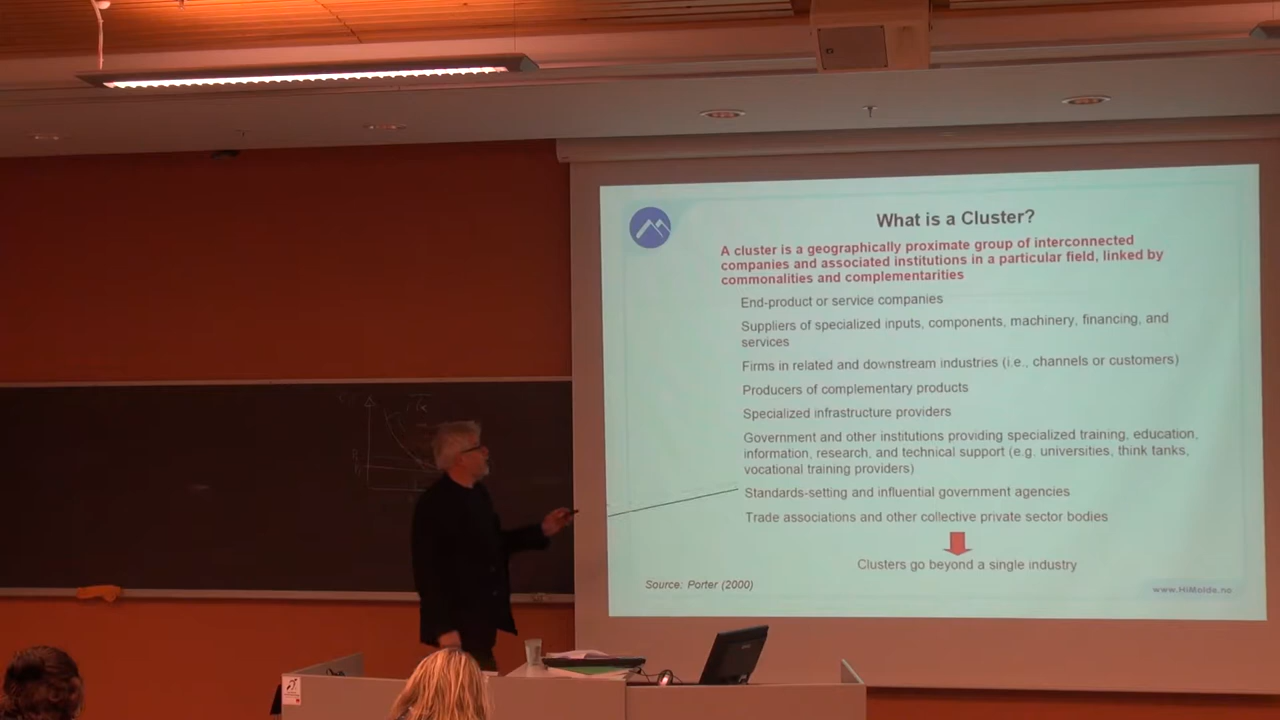 What is a Cluster?
A cluster is a geographically proximate group of interconnected
companies and associated institutions in a particular field, linked by
commonalities and complementarities
End-product or service companies
Suppliers of specialized inputs, components, machinery, financing, and
services
Firms in related and downstream industries (i.e., channels or customers)
Producers of complementary products
Specialized infrastructure providers
Government and other institutions providing specialized training, education,
information, research, and technical support (e.g. universities, think tanks,
vocational training providers)
Standards-setting and influential government agencies
Trade associations and other collective private sector bodies
Clusters go beyond a single industry
Source: Porter (2000)
www.HiMolde.no